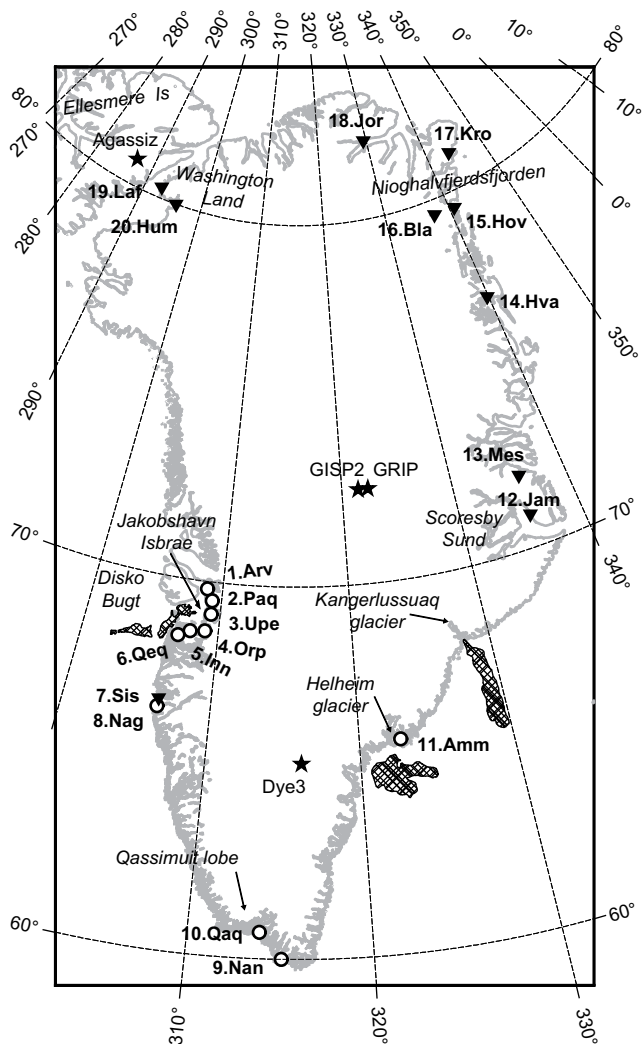 270° 280° 290° 300° 310° 320° 330° 340° 350° 0° 10° 80°
80°
270°
280°
290°
70°
60°
10°
0°
350°
70°
340°
60°
Ellesmere Is
Agassiz
18.Jor
17.Kro
Washington
Land
Nioghalvfjerdsfjorden
19.Laf
20.Hum
16.Bla
15.Hov
14.Hva
13.Mes
12.Jam
GISP2 GRIP
Scoresby
Sund
Jakobshavn
Isbrae
Disko
Bugt
1.Arv
2.Paq
3.Upe
4.Orp
5.Inn
6.Qeq
Kangerlussuaq
glacier
7.Sis
8.Nag
Helheim
glacier
11.Amm
Dye3
Qassimuit lobe
10.Qaq
9.Nan
310° 320° 330°